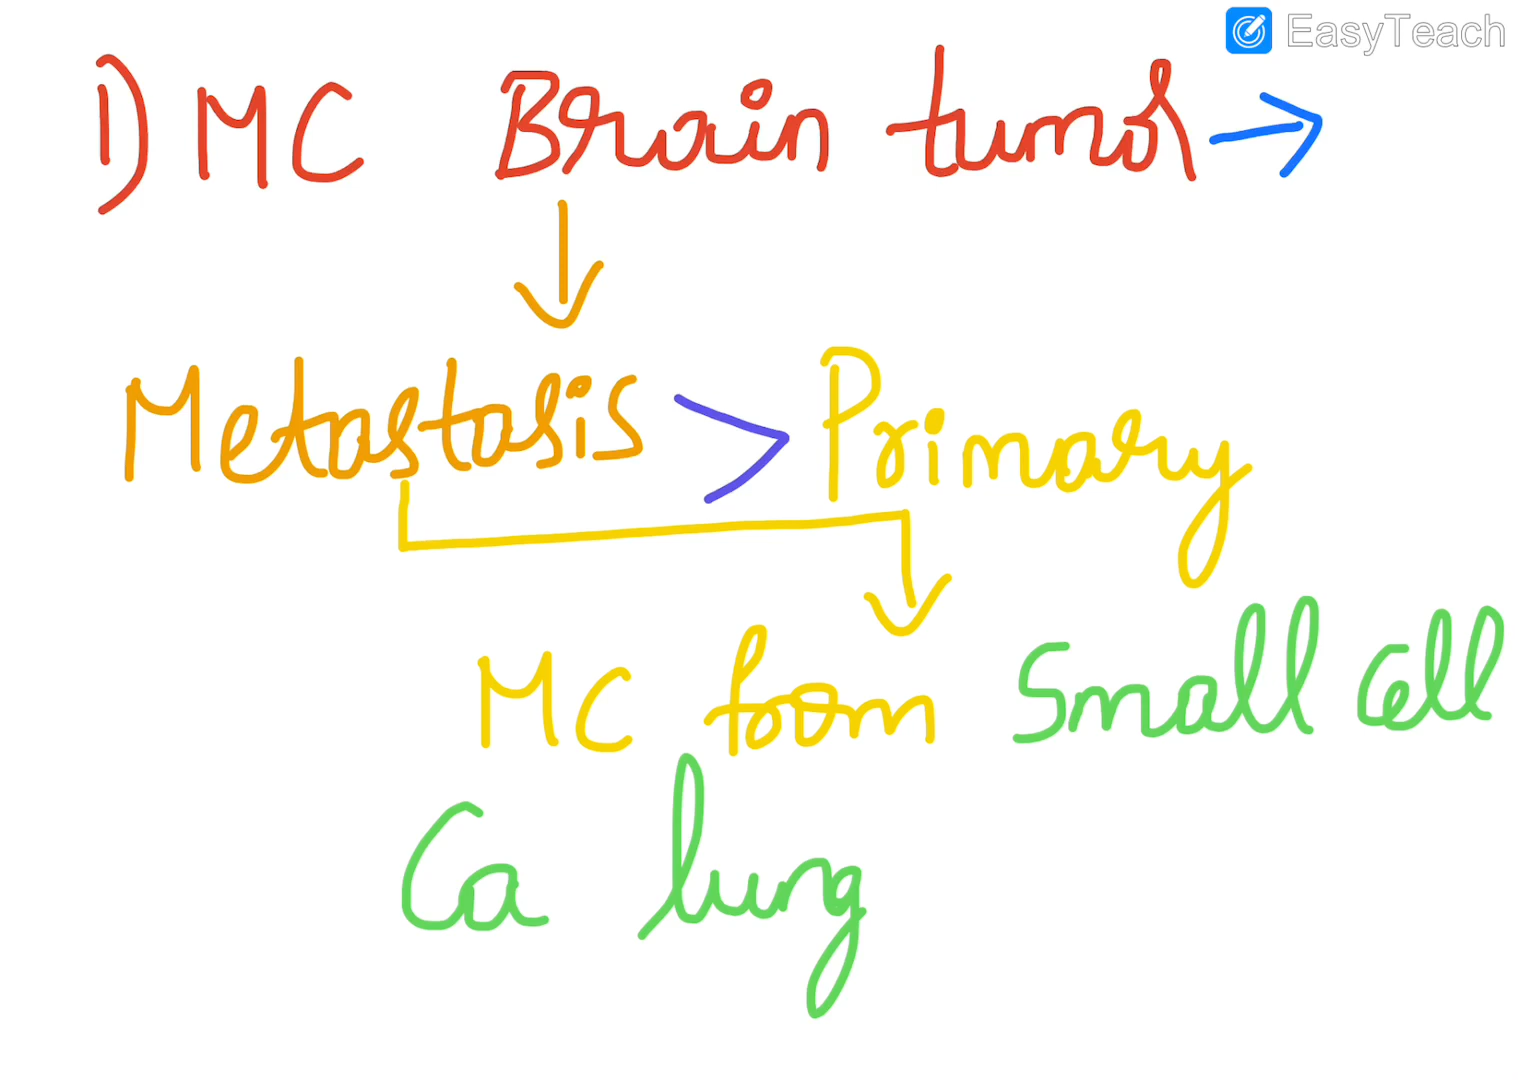 EasyTeach
1) MC Brain tumor →
↓
Metastasis > Primary
MC from Small Cell
Ca lung